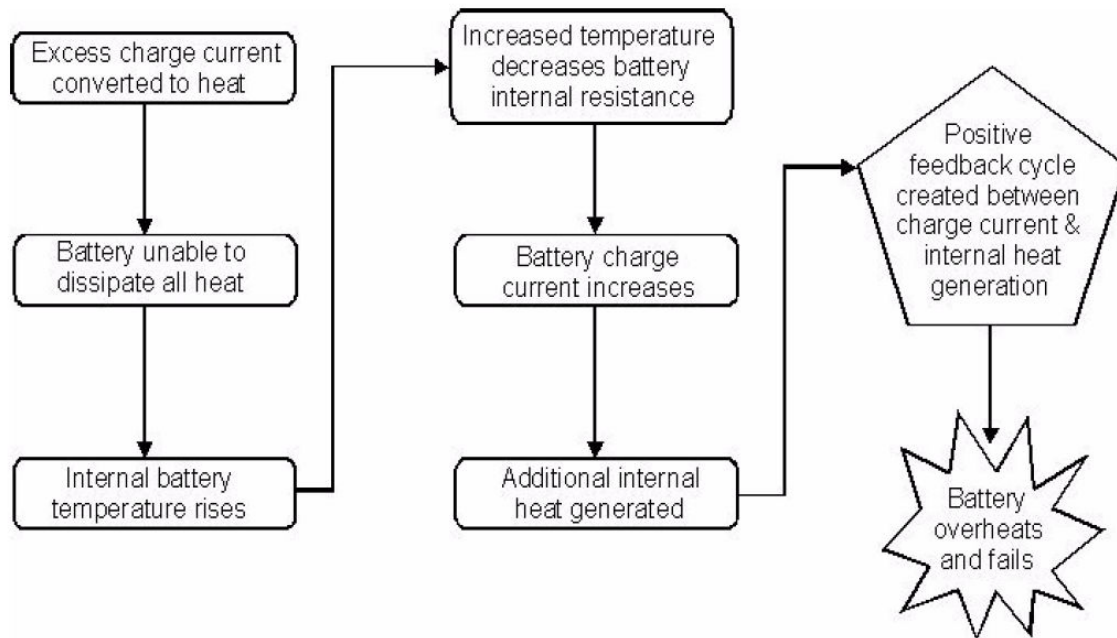 Excess charge current
converted to heat
Battery unable to
dissipate all heat
Internal battery
temperature rises
Increased temperature
decreases battery
internal resistance
Battery charge
current increases
Additional internal
heat generated
Positive
feedback cycle
created between
charge current &
internal heat
generation
Battery
overheats
and fails